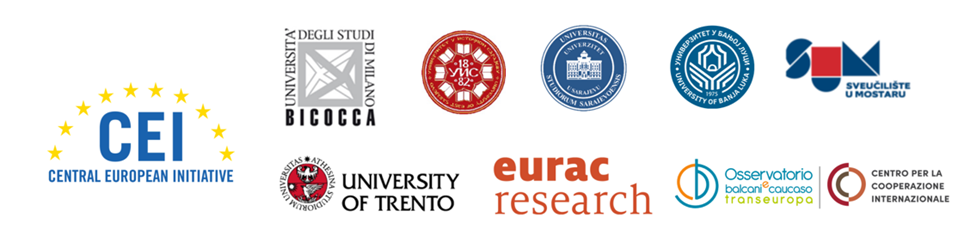 CEI
CENTRAL EUROPEAN INITIATIVE
UNIVERSITÀ
DEGLI STUDI
DI MILANO
BICOCCA
18
УИС
82
UNIVERSITAS
STUDIORUM SARAIEVOENSIS
UNIVERZITET
U SARAJEVU
УНИВЕРЗИТЕТ У БАЊОЈ ЛУЦИ
1975
UNIVERSITY OF BANJA LUKA
SUM
SVEUČILIŠTE
U MOSTARU
UNIVERSITAS ATHESINA STUDIORUM
UNIVERSITY
OF TRENTO
eurac
research
Osservatorio
balcani e caucaso
transeuropa
CENTRO PER LA
COOPERAZIONE
INTERNAZIONALE